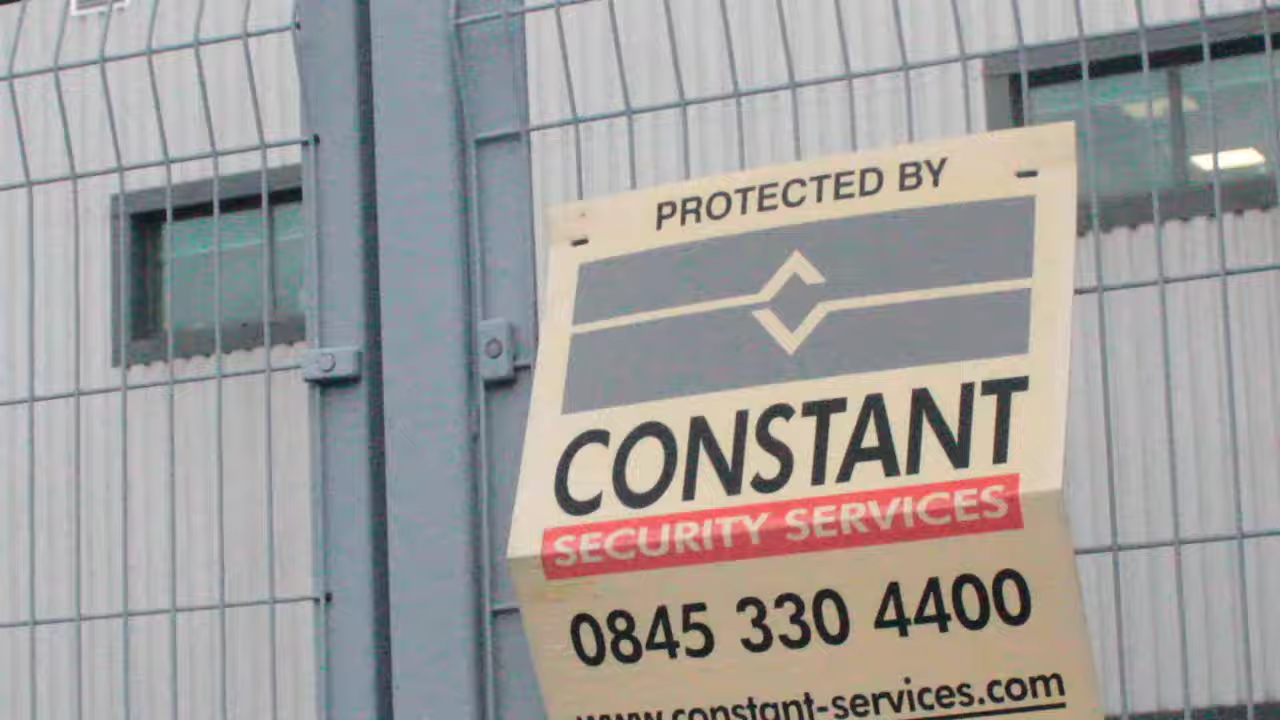 PROTECTED BY
CONSTANT
SECURITY SERVICES
0845 330 4400
www.constant-services.com